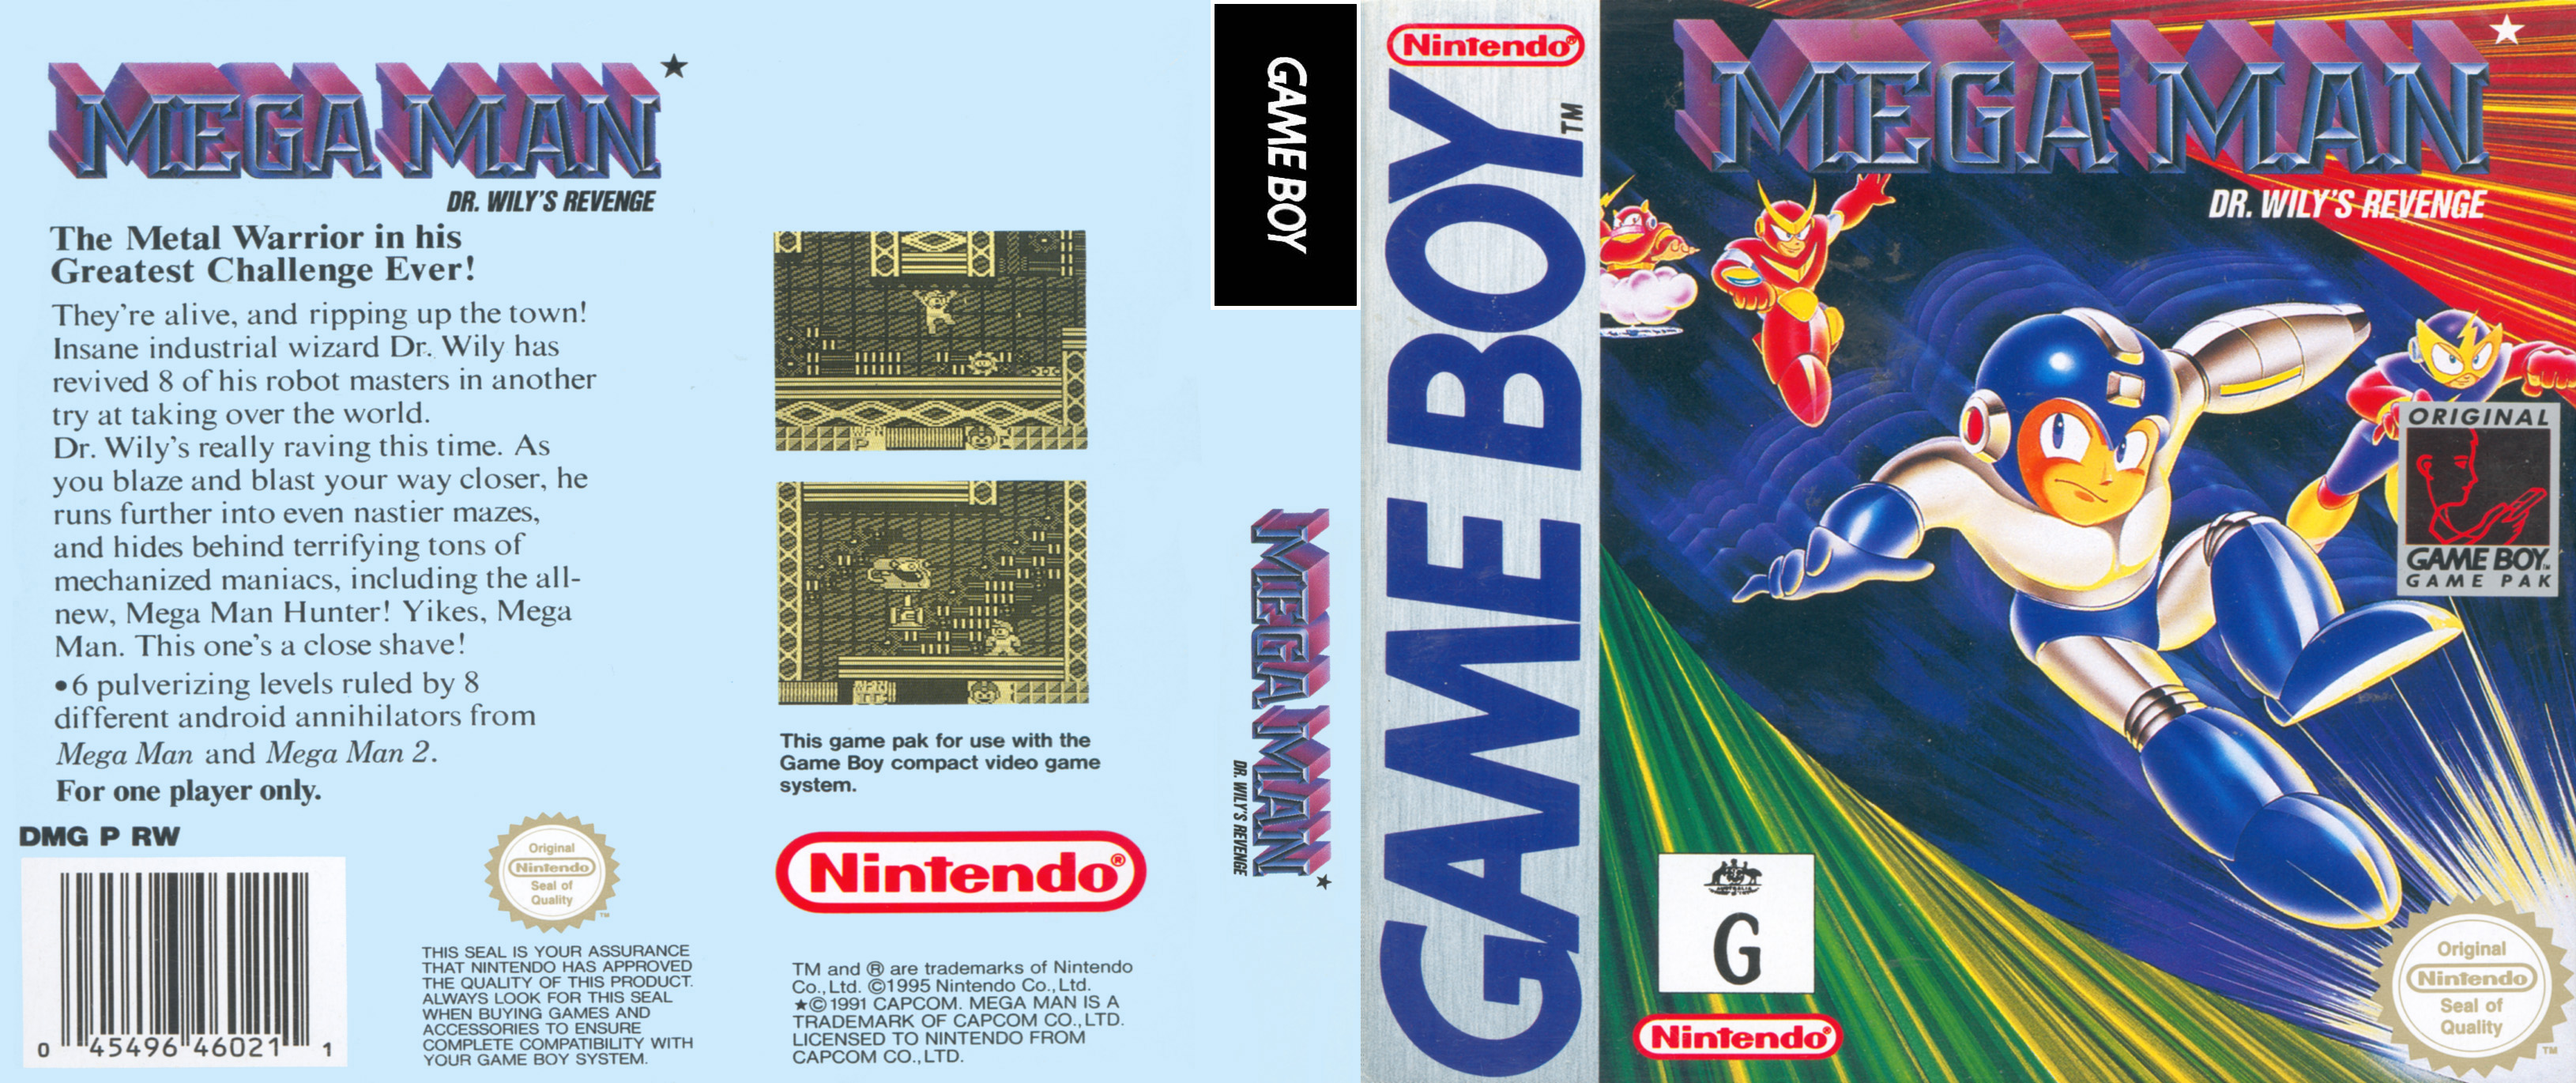 MEGA MAN★
DR. WILY'S REVENGE
The Metal Warrior in his
Greatest Challenge Ever!
They're alive, and ripping up the town!
Insane industrial wizard Dr. Wily has
revived 8 of his robot masters in another
try at taking over the world.
Dr. Wily's really raving this time. As
you blaze and blast your way closer, he
runs further into even nastier mazes,
and hides behind terrifying tons of
mechanized maniacs, including the all-
new, Mega Man Hunter! Yikes, Mega
Man. This one's a close shave!
•6 pulverizing levels ruled by 8
different android annihilators from
Mega Man and Mega Man 2.
For one player only.
DMG P RW
0 45496 46021 1
Original
Nintendo
Seal of
Quality
TM
THIS SEAL IS YOUR ASSURANCE
THAT NINTENDO HAS APPROVED
THE QUALITY OF THIS PRODUCT.
ALWAYS LOOK FOR THIS SEAL
WHEN BUYING GAMES AND
ACCESSORIES TO ENSURE
COMPLETE COMPATIBILITY WITH
YOUR GAME BOY SYSTEM.
This game pak for use with the
Game Boy compact video game
system.
Nintendo®
TM and ® are trademarks of Nintendo
Co., Ltd. ©1995 Nintendo Co., Ltd.
★©1991 CAPCOM. MEGA MAN IS A
TRADEMARK OF CAPCOM CO., LTD.
LICENSED TO NINTENDO FROM
CAPCOM CO., LTD.
GAME BOY
MEGA MAN★
DR. WILY'S REVENGE
Nintendo®
GAME BOY™
MEGA MAN★
DR. WILY'S REVENGE
ORIGINAL
GAME BOY™
GAME PAK
AUSTRALIA
G
Nintendo®
Original
Nintendo
Seal of
Quality
TM